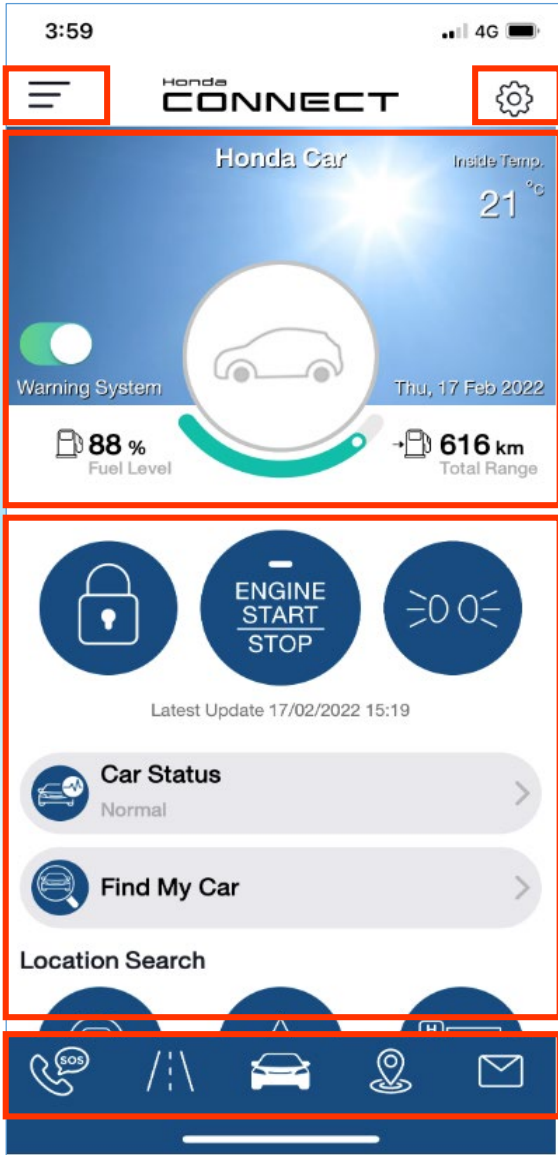 3:59
4G
Honda
CONNECT
Honda Car
Inside Temp.
21 °C
Warning System
Thu, 17 Feb 2022
88 %
Fuel Level
616 km
Total Range
ENGINE
START
STOP
Latest Update 17/02/2022 15:19
Car Status
Normal
Find My Car
Location Search
H
SOS